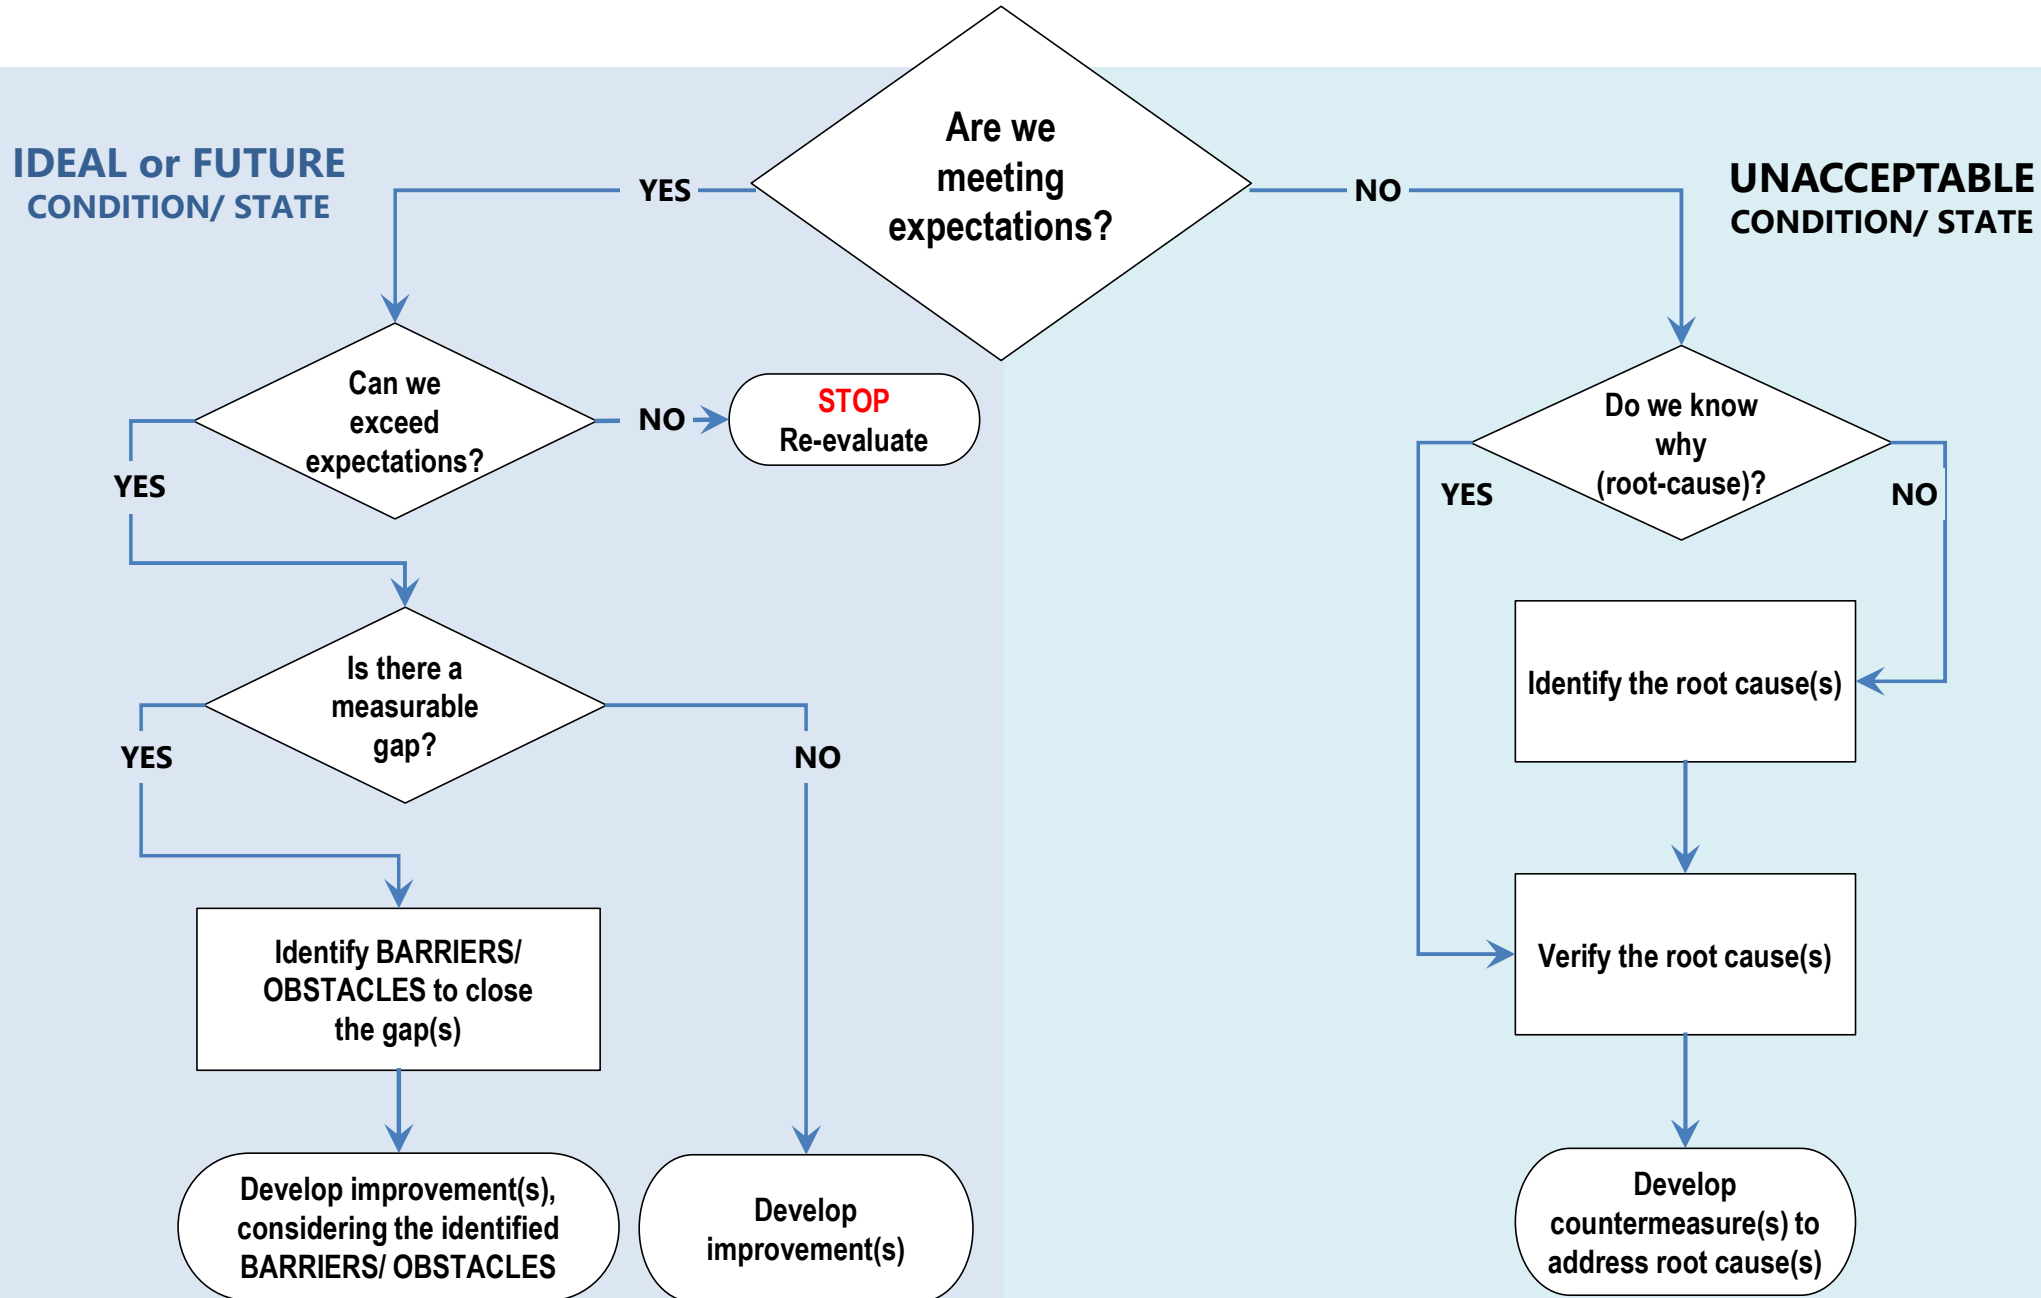 Are we
meeting
expectations?
IDEAL or FUTURE
CONDITION/ STATE
YES
NO
UNACCEPTABLE
CONDITION/ STATE
Can we
exceed
expectations?
NO
STOP
Re-evaluate
YES
Do we know
why
(root-cause)?
YES
NO
Is there a
measurable
gap?
YES
NO
Identify the root cause(s)
Identify BARRIERS/
OBSTACLES to close
the gap(s)
Verify the root cause(s)
Develop improvement(s),
considering the identified
BARRIERS/ OBSTACLES
Develop
improvement(s)
Develop
countermeasure(s) to
address root cause(s)